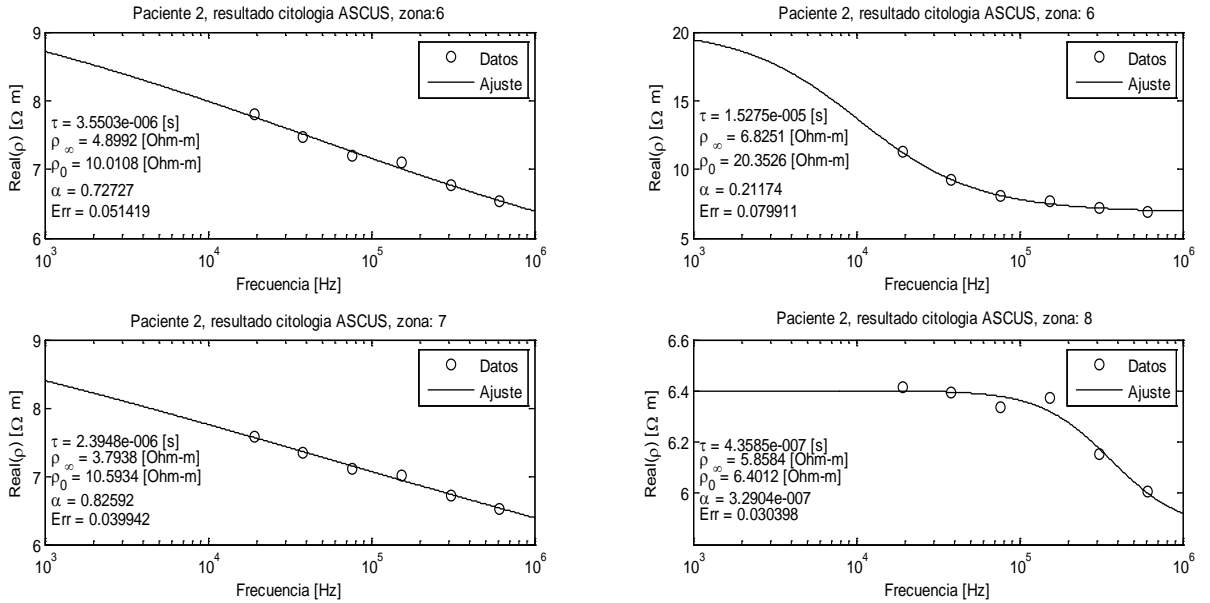 Paciente 2, resultado citologia ASCUS, zona:6
9
8
7
6
Real(ρ) [Ω m]
Datos
Ajuste
τ = 3.5503e-006 [s]
ρ∞ = 4.8992 [Ohm-m]
ρ0 = 10.0108 [Ohm-m]
α = 0.72727
Err = 0.051419
10^3 10^4 10^5 10^6
Frecuencia [Hz]
Paciente 2, resultado citologia ASCUS, zona: 6
20
15
10
5
Real(ρ) [Ω m]
Datos
Ajuste
τ = 1.5275e-005 [s]
ρ∞ = 6.8251 [Ohm-m]
ρ0 = 20.3526 [Ohm-m]
α = 0.21174
Err = 0.079911
10^3 10^4 10^5 10^6
Frecuencia [Hz]
Paciente 2, resultado citologia ASCUS, zona: 7
9
8
7
6
Real(ρ) [Ω m]
Datos
Ajuste
τ = 2.3948e-006 [s]
ρ∞ = 3.7938 [Ohm-m]
ρ0 = 10.5934 [Ohm-m]
α = 0.82592
Err = 0.039942
10^3 10^4 10^5 10^6
Frecuencia [Hz]
Paciente 2, resultado citologia ASCUS, zona: 8
6.6
6.4
6.2
6
Real(ρ) [Ω m]
Datos
Ajuste
τ = 4.3585e-007 [s]
ρ∞ = 5.8584 [Ohm-m]
ρ0 = 6.4012 [Ohm-m]
α = 3.2904e-007
Err = 0.030398
10^3 10^4 10^5 10^6
Frecuencia [Hz]